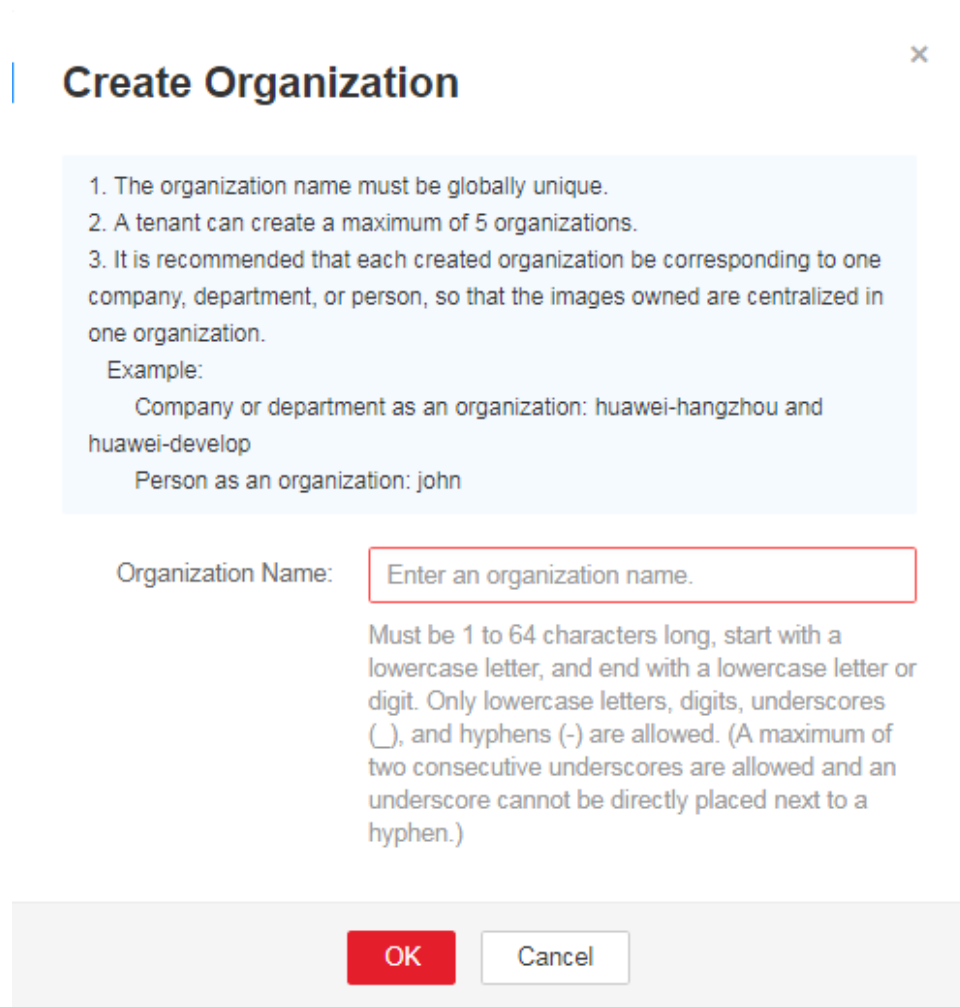 ×
Create Organization
1. The organization name must be globally unique.
2. A tenant can create a maximum of 5 organizations.
3. It is recommended that each created organization be corresponding to one
company, department, or person, so that the images owned are centralized in
one organization.
Example:
Company or department as an organization: huawei-hangzhou and
huawei-develop
Person as an organization: john
Organization Name:
Enter an organization name.
Must be 1 to 64 characters long, start with a
lowercase letter, and end with a lowercase letter or
digit. Only lowercase letters, digits, underscores
(_), and hyphens (-) are allowed. (A maximum of
two consecutive underscores are allowed and an
underscore cannot be directly placed next to a
hyphen.)
OK
Cancel